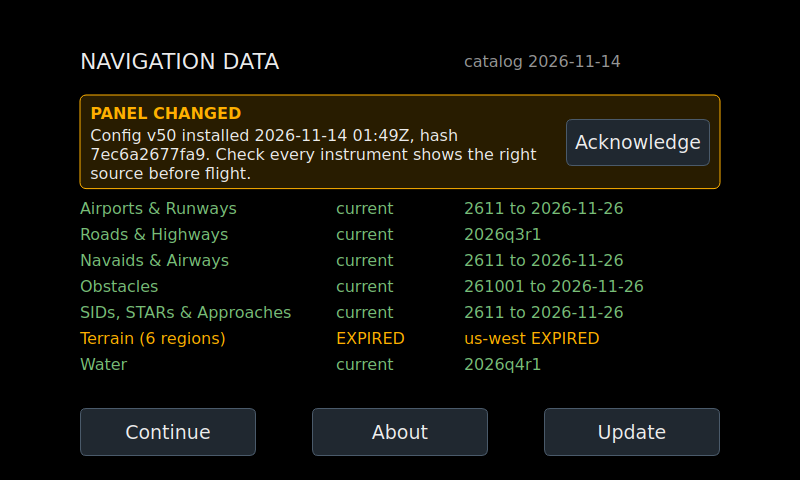 NAVIGATION DATA catalog 2026-11-14
PANEL CHANGED
Config v50 installed 2026-11-14 01:49Z, hash
7ec6a2677fa9. Check every instrument shows the right
source before flight.
Acknowledge
Airports & Runways current 2611 to 2026-11-26
Roads & Highways current 2026q3r1
Navaids & Airways current 2611 to 2026-11-26
Obstacles current 261001 to 2026-11-26
SIDs, STARs & Approaches current 2611 to 2026-11-26
Terrain (6 regions) EXPIRED us-west EXPIRED
Water current 2026q4r1
Continue About Update